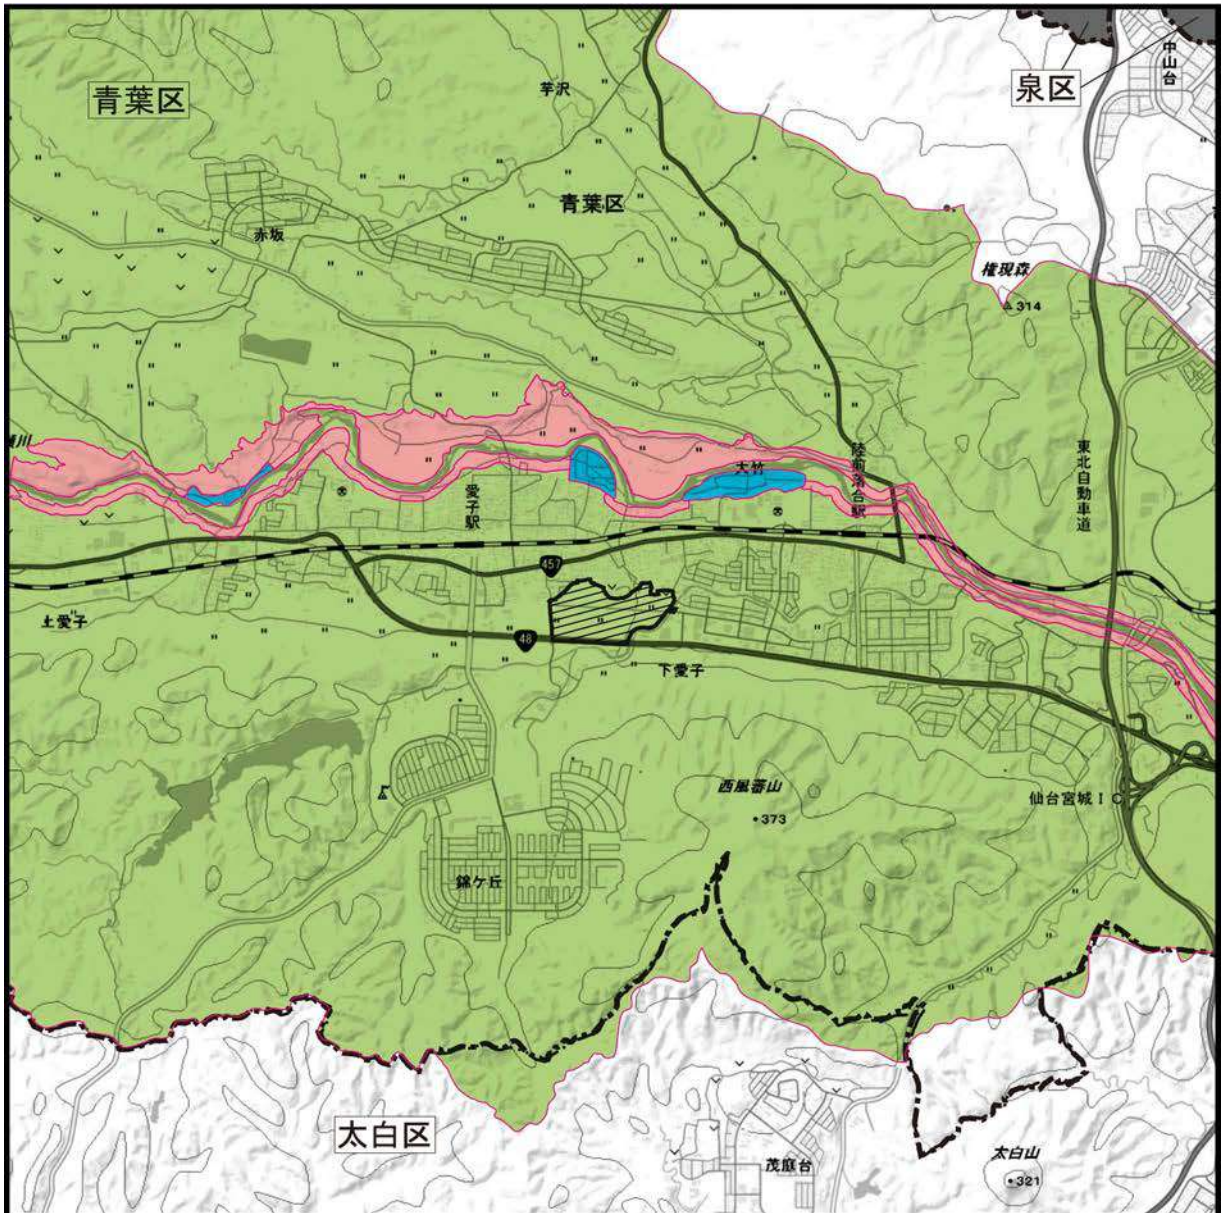 青葉区
芋沢
中山台
泉区
青葉区
赤坂
権現森
314
陸前落合駅
東北自動車道
大竹
愛子駅
457
48
上愛子
下愛子
西風蕃山
373
仙台宮城IC
錦ケ丘
太白区
茂庭台
太白山
321